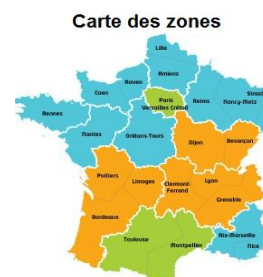 Carte des zones
Lille
Amiens
Rouen
Caen
Paris
Versailles Créteil
Reims
Nancy-Metz
Rennes
Nantes
Orléans-Tours
Dijon
Besançon
Poitiers
Limoges
Clermont-
Ferrand
Lyon
Grenoble
Bordeaux
Toulouse
Montpellier
Aix-Marseille
Nice